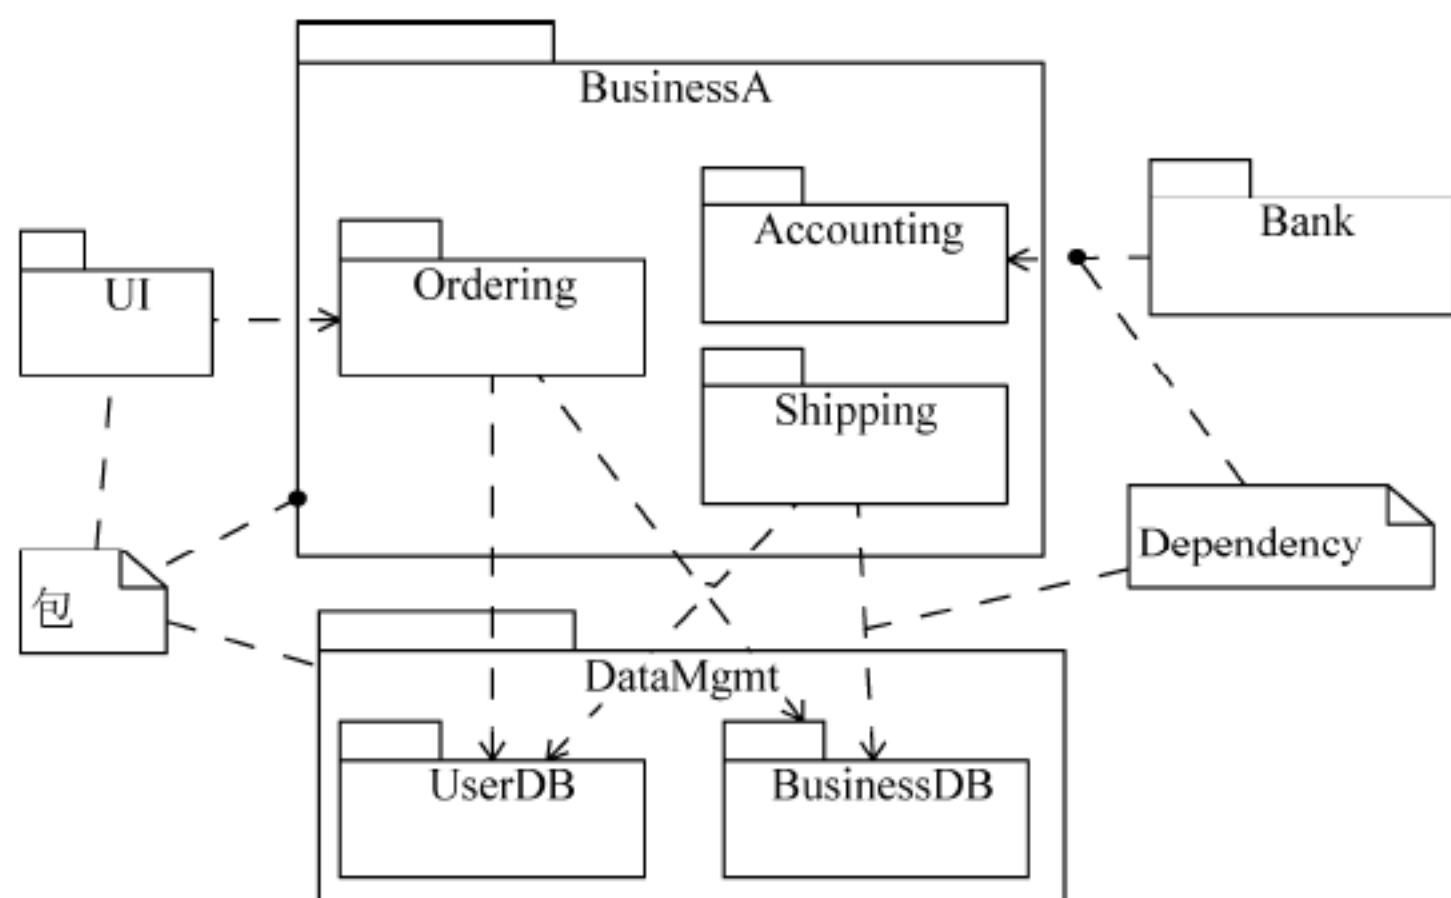 BusinessA
Accounting
Bank
UI
Ordering
Shipping
Dependency
包
DataMgmt
UserDB
BusinessDB